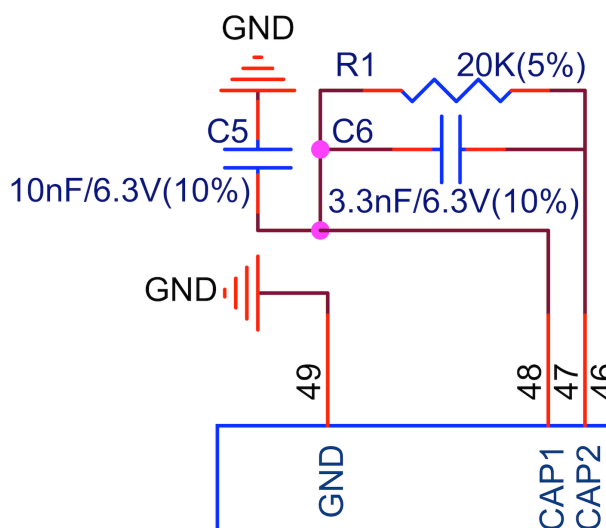 GND
R1 20K(5%)
C5 C6
10nF/6.3V(10%) 3.3nF/6.3V(10%)
GND
49 48 47 46
GND CAP1 CAP2